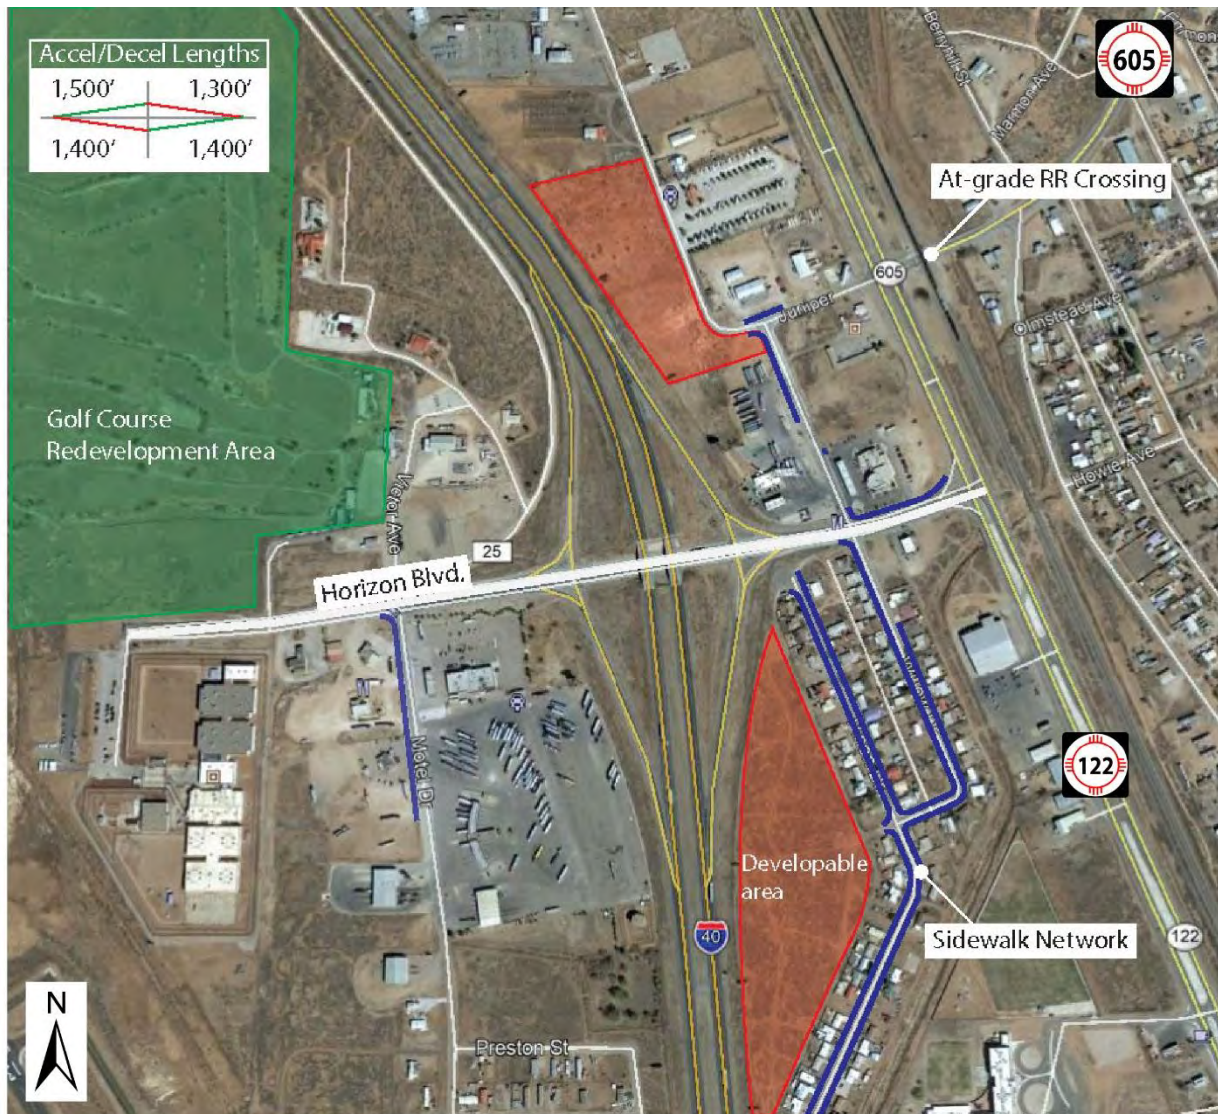 Accel/Decel Lengths
1,500' 1,300'
1,400' 1,400'
Berryhill St
605
Marmon Ave
At-grade RR Crossing
605
Juniper
Olmstead Ave
Golf Course
Redevelopment Area
Howie Ave
Victor Ave
25
Horizon Blvd.
122
Motel Dr
Developable
area
40
Sidewalk Network
122
N
Preston St